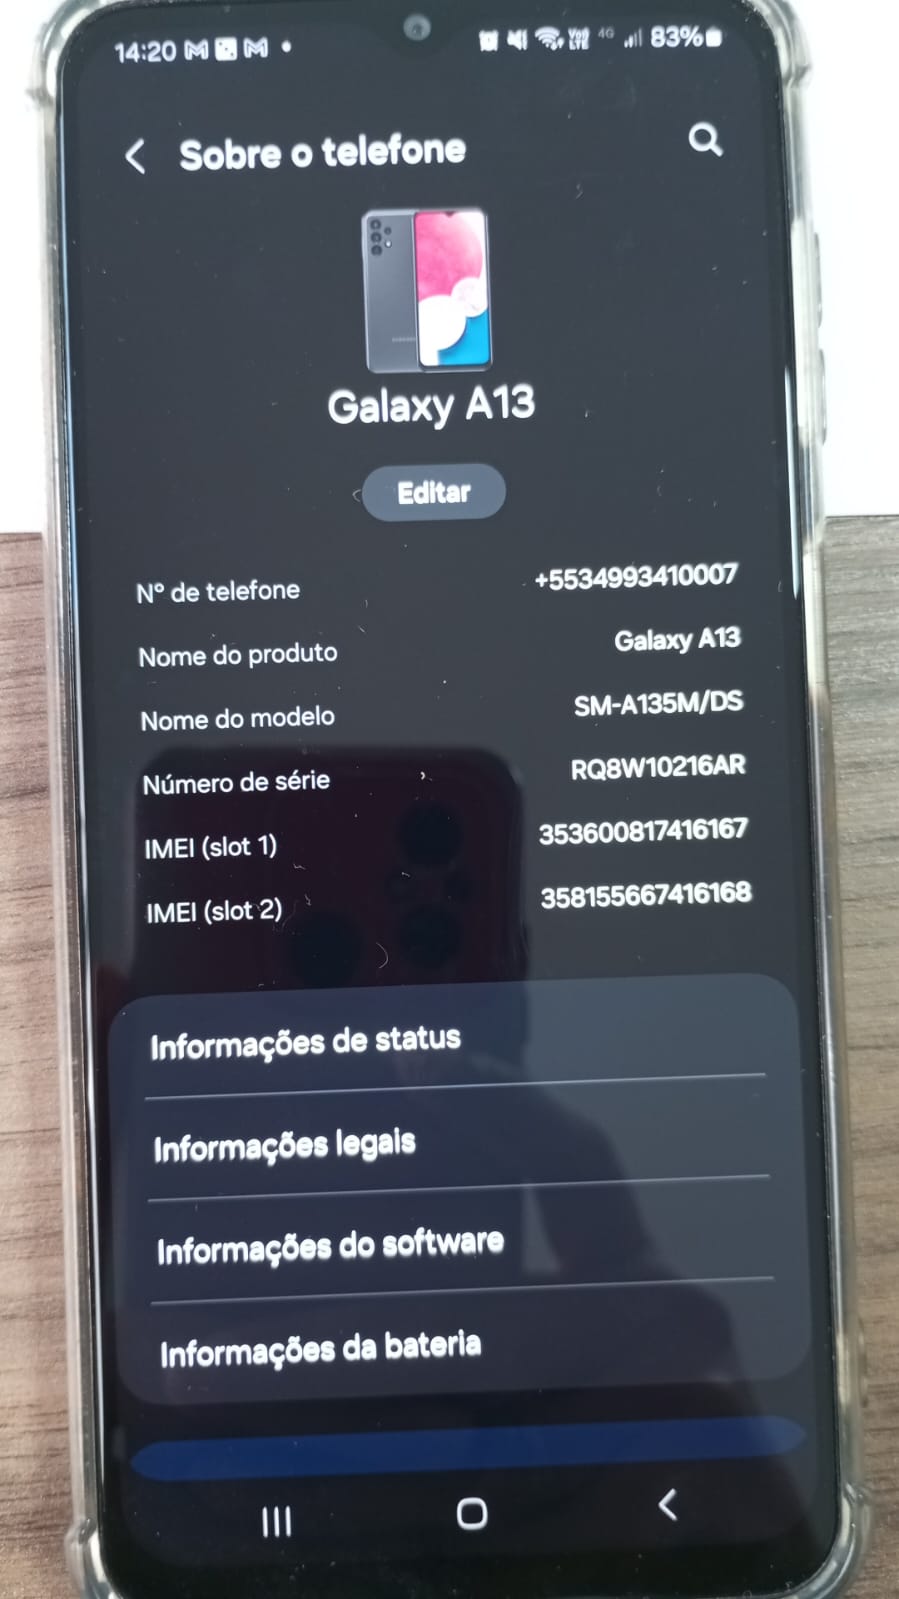 14:20
4G 83%
Sobre o telefone
Galaxy A13
Editar
Nº de telefone +5534993410007
Nome do produto Galaxy A13
Nome do modelo SM-A135M/DS
Número de série RQ8W10216AR
IMEI (slot 1) 353600817416167
IMEI (slot 2) 358155667416168
Informações de status
Informações legais
Informações do software
Informações da bateria